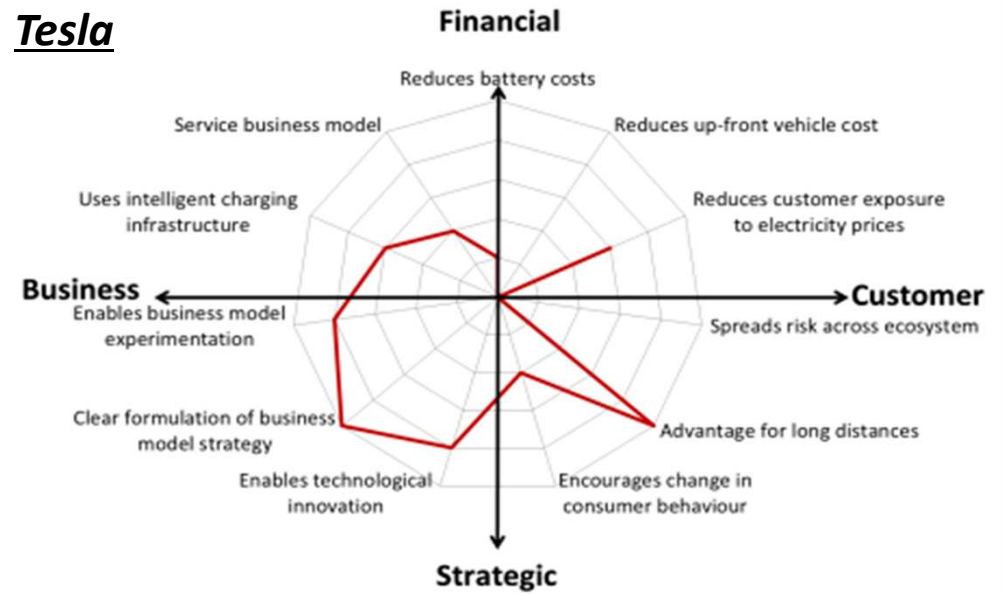 Tesla
Financial
Reduces battery costs
Service business model
Reduces up-front vehicle cost
Uses intelligent charging
infrastructure
Reduces customer exposure
to electricity prices
Business
Customer
Enables business model
experimentation
Spreads risk across ecosystem
Clear formulation of business
model strategy
Advantage for long distances
Enables technological
innovation
Encourages change in
consumer behaviour
Strategic